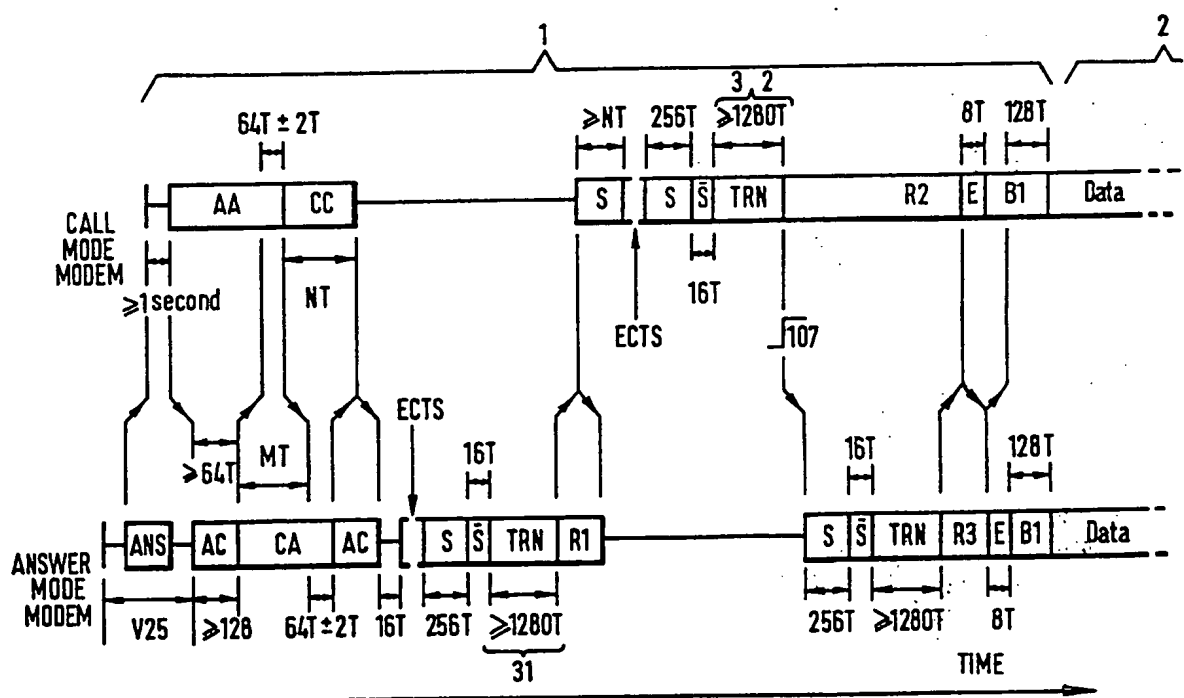 1
2
3, 2
64T ± 2T
⩾NT
256T
⩾1280T
8T
128T
AA
CC
S
S
S̄
TRN
R2
E
B1
Data
CALL
MODE
MODEM
⩾1 second
NT
16T
ECTS
107
ECTS
⩾64T
MT
16T
16T
128T
ANS
AC
CA
AC
S
S̄
TRN
R1
S
S̄
TRN
R3
E
B1
Data
ANSWER
MODE
MODEM
V25
⩾128
64T ± 2T
16T
256T
⩾1280T
256T
⩾1280T
8T
31
TIME